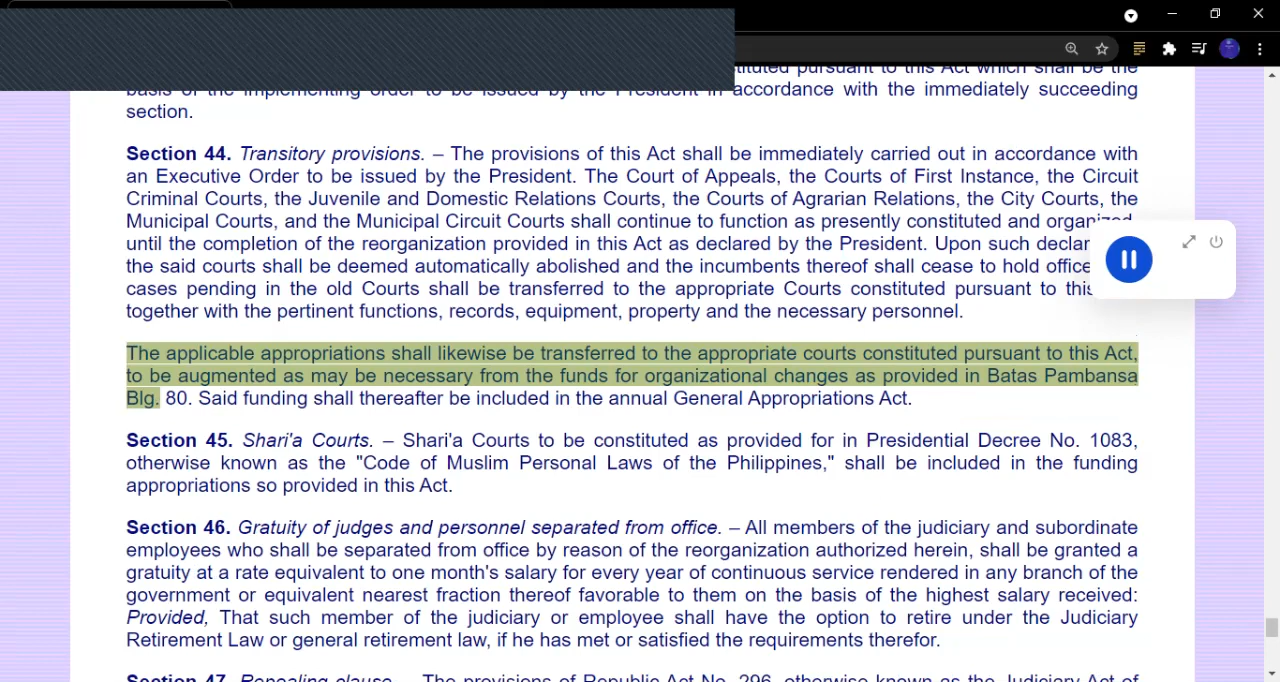 stituted pursuant to this Act which shall be the
basis of the implementing order to be issued by the President in accordance with the immediately succeeding
section.
Section 44. Transitory provisions. – The provisions of this Act shall be immediately carried out in accordance with
an Executive Order to be issued by the President. The Court of Appeals, the Courts of First Instance, the Circuit
Criminal Courts, the Juvenile and Domestic Relations Courts, the Courts of Agrarian Relations, the City Courts, the
Municipal Courts, and the Municipal Circuit Courts shall continue to function as presently constituted and organized,
until the completion of the reorganization provided in this Act as declared by the President. Upon such declar
the said courts shall be deemed automatically abolished and the incumbents thereof shall cease to hold office
cases pending in the old Courts shall be transferred to the appropriate Courts constituted pursuant to this
together with the pertinent functions, records, equipment, property and the necessary personnel.
The applicable appropriations shall likewise be transferred to the appropriate courts constituted pursuant to this Act,
to be augmented as may be necessary from the funds for organizational changes as provided in Batas Pambansa
Blg. 80. Said funding shall thereafter be included in the annual General Appropriations Act.
Section 45. Shari'a Courts. – Shari'a Courts to be constituted as provided for in Presidential Decree No. 1083,
otherwise known as the "Code of Muslim Personal Laws of the Philippines," shall be included in the funding
appropriations so provided in this Act.
Section 46. Gratuity of judges and personnel separated from office. – All members of the judiciary and subordinate
employees who shall be separated from office by reason of the reorganization authorized herein, shall be granted a
gratuity at a rate equivalent to one month's salary for every year of continuous service rendered in any branch of the
government or equivalent nearest fraction thereof favorable to them on the basis of the highest salary received:
Provided, That such member of the judiciary or employee shall have the option to retire under the Judiciary
Retirement Law or general retirement law, if he has met or satisfied the requirements therefor.
Section 47. Repealing clause. – The provisions of Republic Act No. 296, otherwise known as the Judiciary Act of